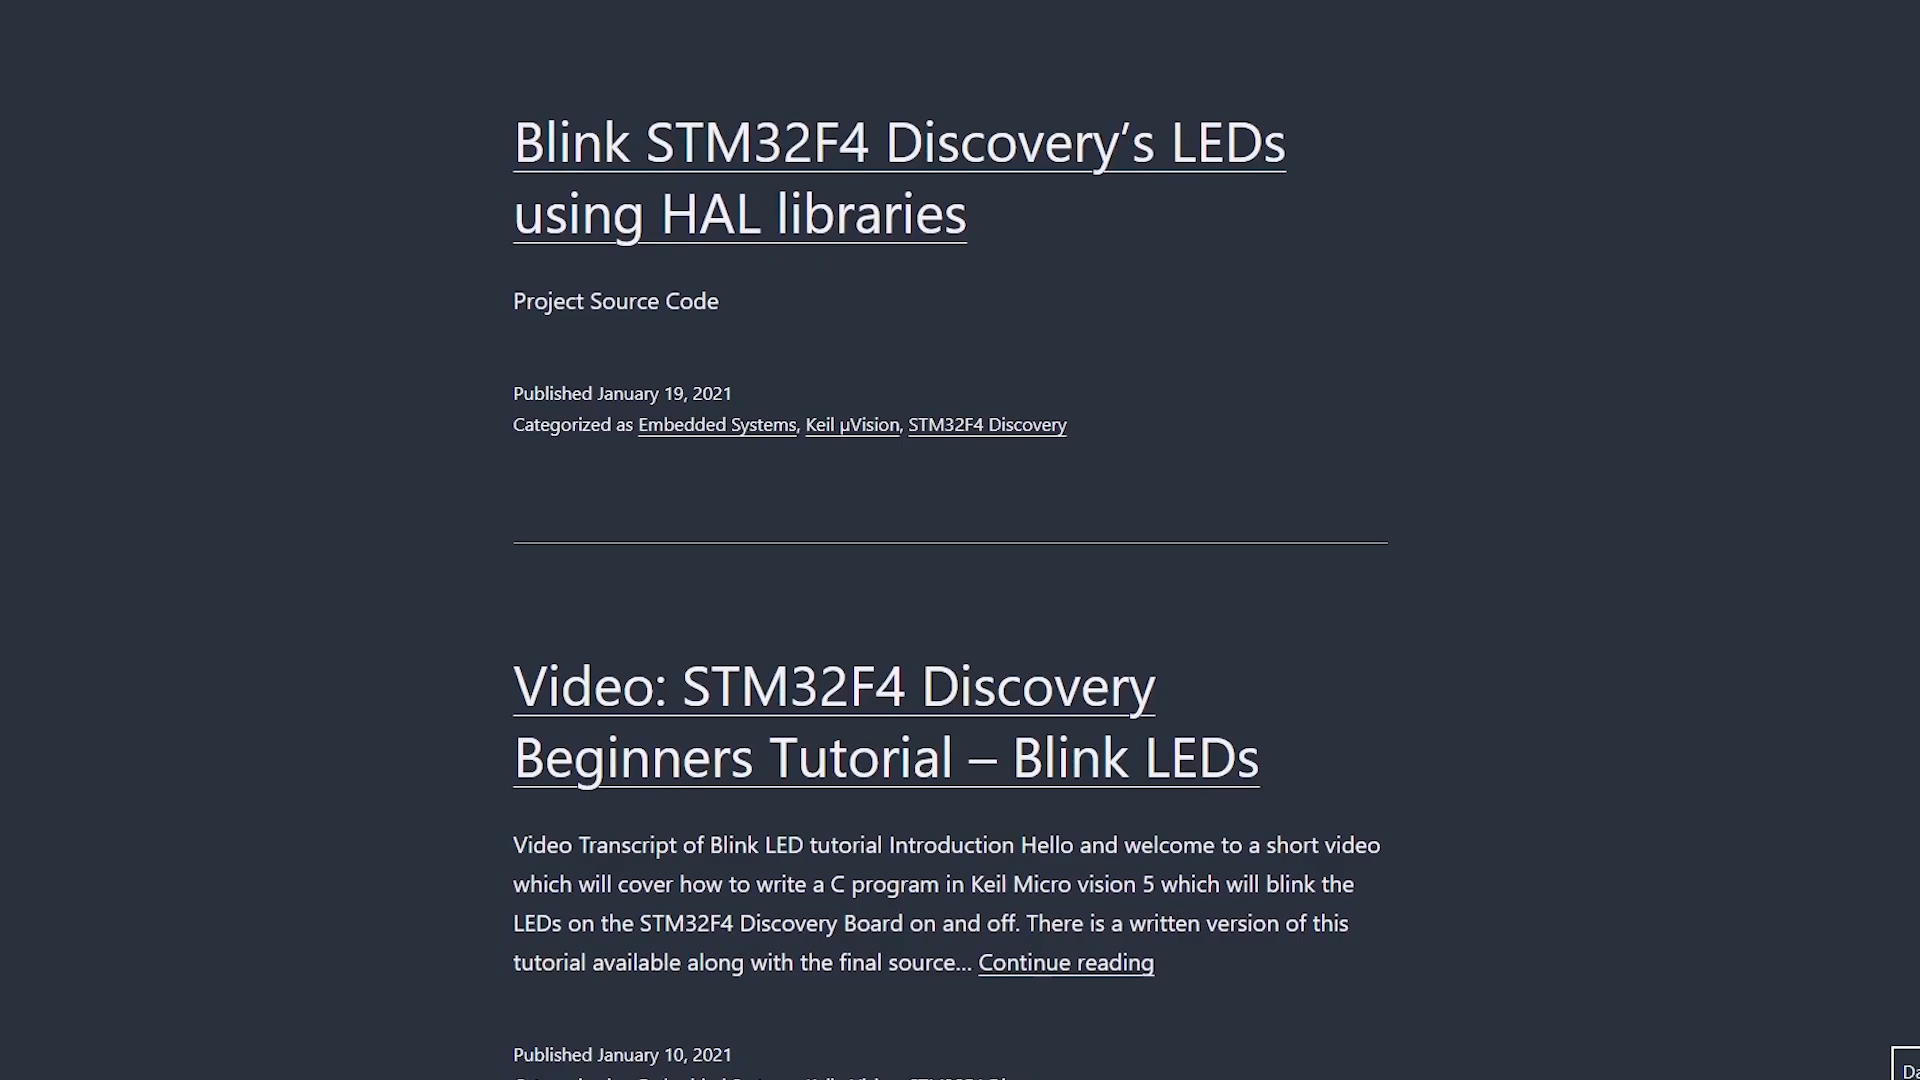 Blink STM32F4 Discovery’s LEDs
using HAL libraries
Project Source Code
Published January 19, 2021
Categorized as Embedded Systems, Keil µVision, STM32F4 Discovery
Video: STM32F4 Discovery
Beginners Tutorial – Blink LEDs
Video Transcript of Blink LED tutorial Introduction Hello and welcome to a short video
which will cover how to write a C program in Keil Micro vision 5 which will blink the
LEDs on the STM32F4 Discovery Board on and off. There is a written version of this
tutorial available along with the final source... Continue reading
Published January 10, 2021